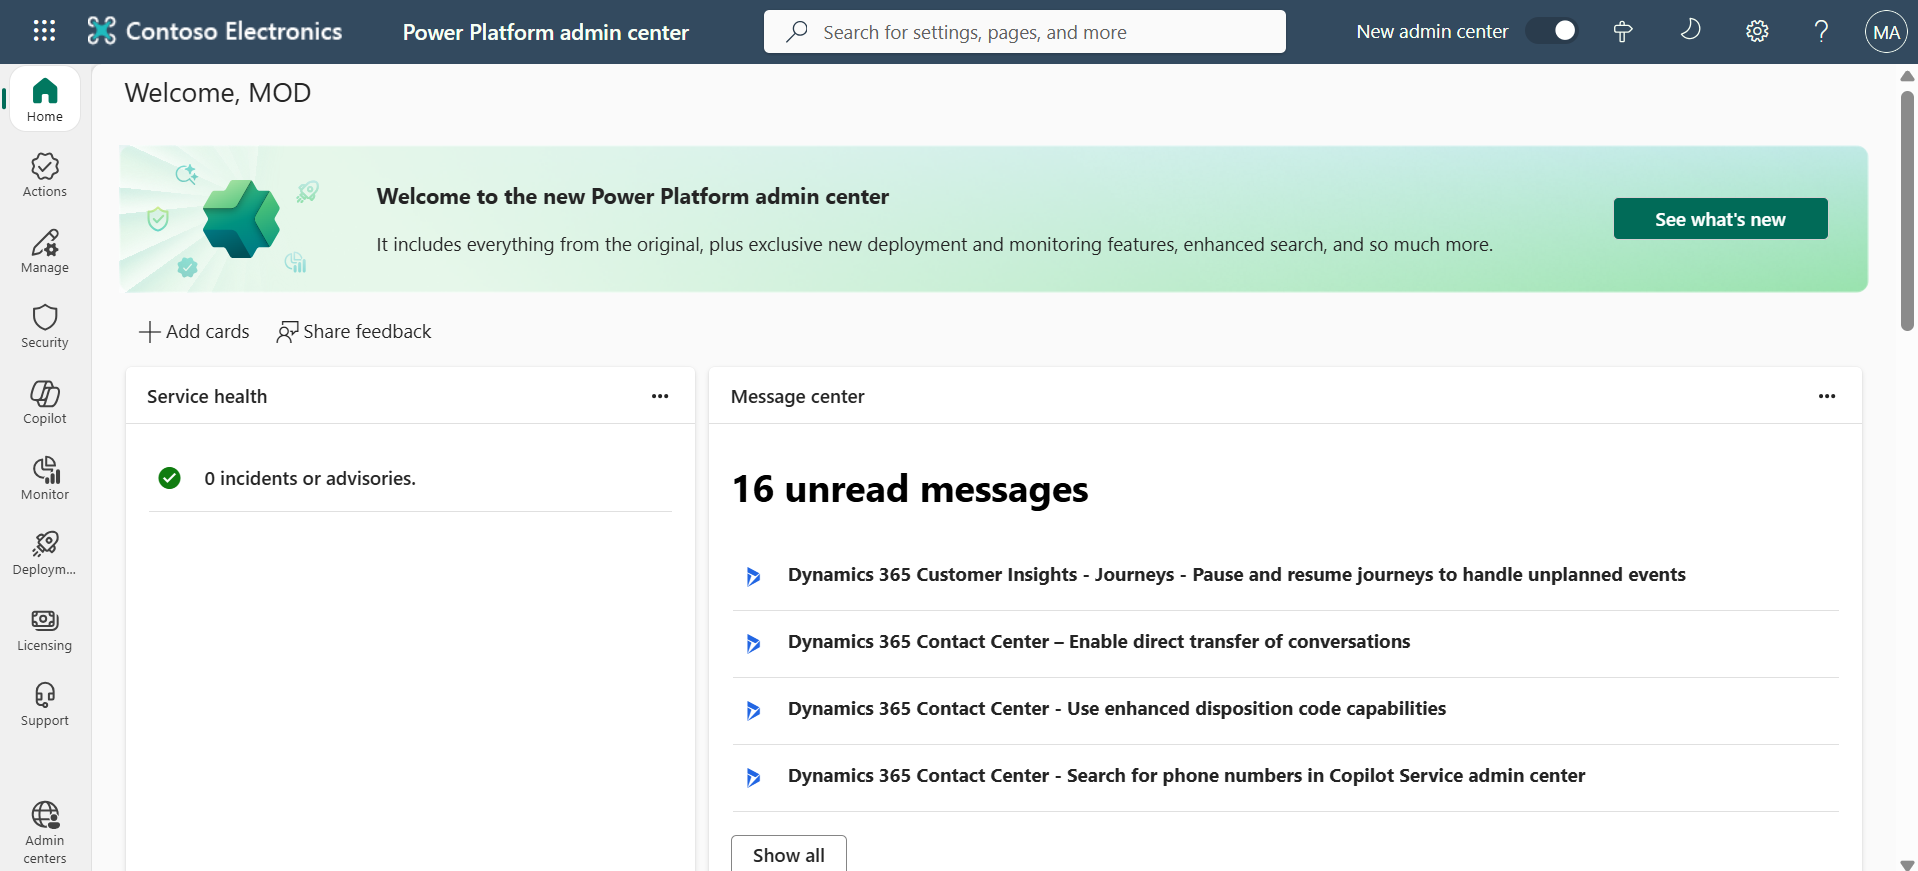 Contoso Electronics
Power Platform admin center
Search for settings, pages, and more
New admin center
MA
Home
Actions
Manage
Security
Copilot
Monitor
Deploym...
Licensing
Support
Admin
centers
Welcome, MOD
Welcome to the new Power Platform admin center
It includes everything from the original, plus exclusive new deployment and monitoring features, enhanced search, and so much more.
See what's new
Add cards
Share feedback
Service health
0 incidents or advisories.
Message center
16 unread messages
Dynamics 365 Customer Insights - Journeys - Pause and resume journeys to handle unplanned events
Dynamics 365 Contact Center – Enable direct transfer of conversations
Dynamics 365 Contact Center - Use enhanced disposition code capabilities
Dynamics 365 Contact Center - Search for phone numbers in Copilot Service admin center
Show all